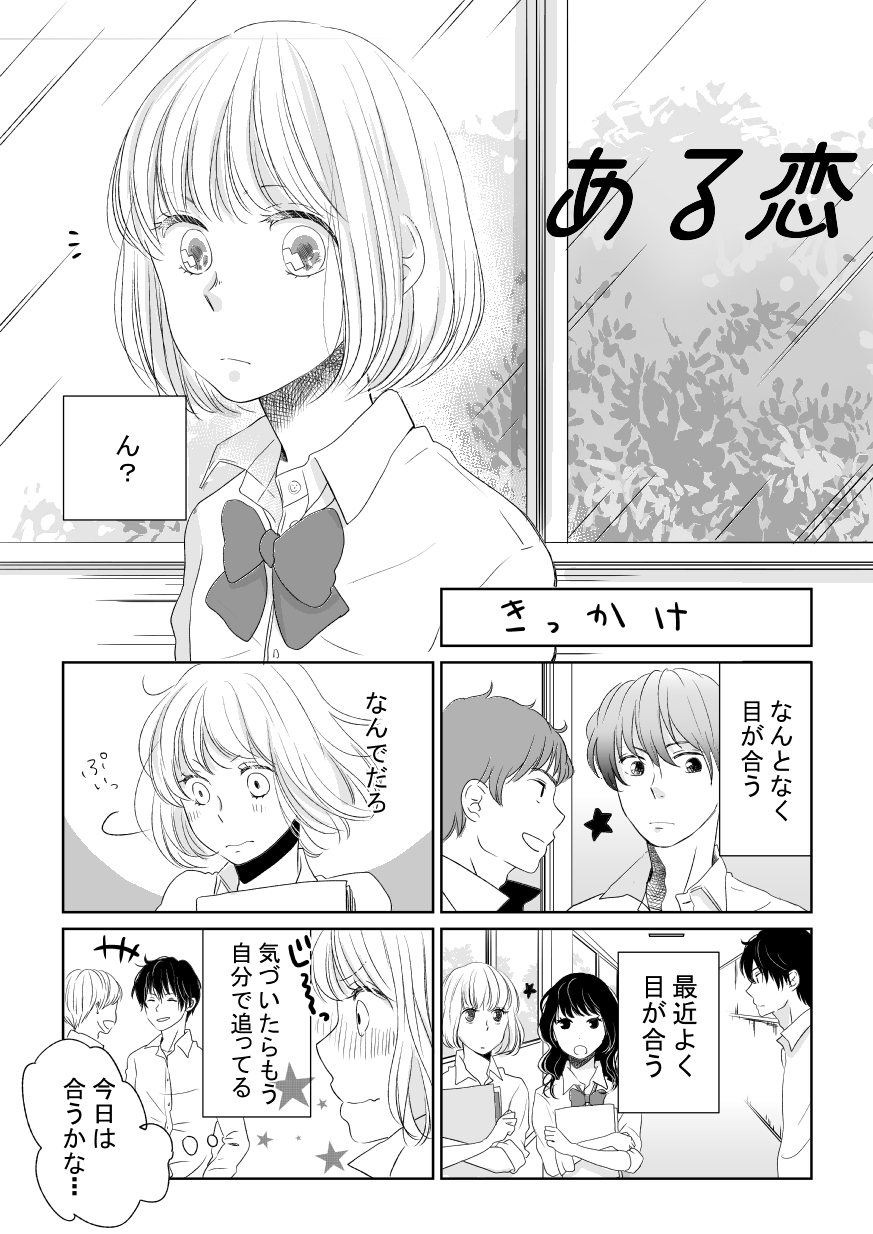 ある恋
ん?
きっかけ
なんとなく
目が合う
なんでだろ
ぷいっ
最近よく
目が合う
じ〜っ
気づいたらもう
自分で追ってる
今日は
合うかな…